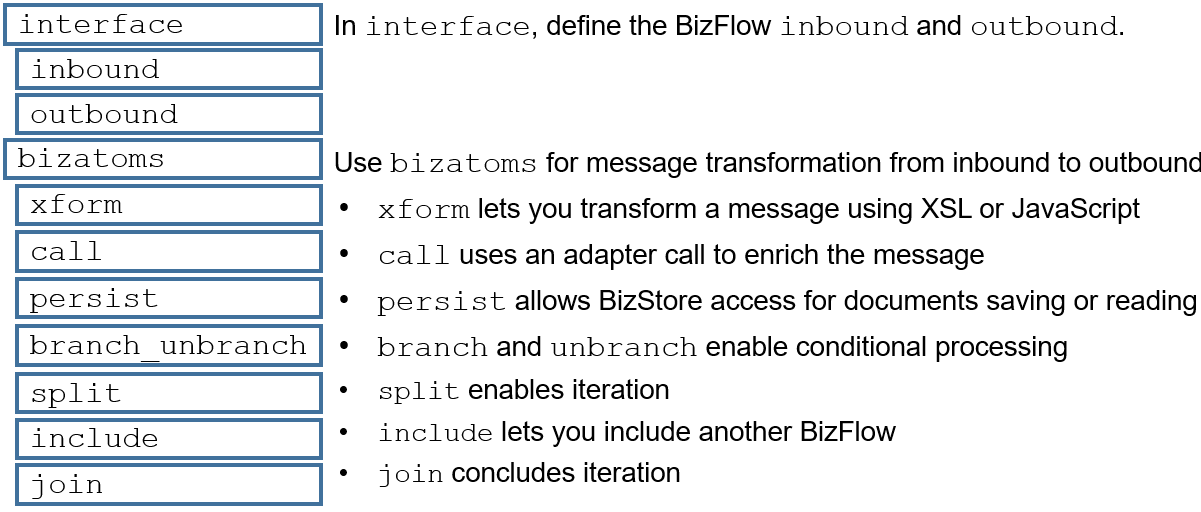 interface
In interface, define the BizFlow inbound and outbound.
inbound
outbound
bizatoms
Use bizatoms for message transformation from inbound to outbound
xform
• xform lets you transform a message using XSL or JavaScript
call
• call uses an adapter call to enrich the message
persist
• persist allows BizStore access for documents saving or reading
branch_unbranch
• branch and unbranch enable conditional processing
split
• split enables iteration
include
• include lets you include another BizFlow
join
• join concludes iteration